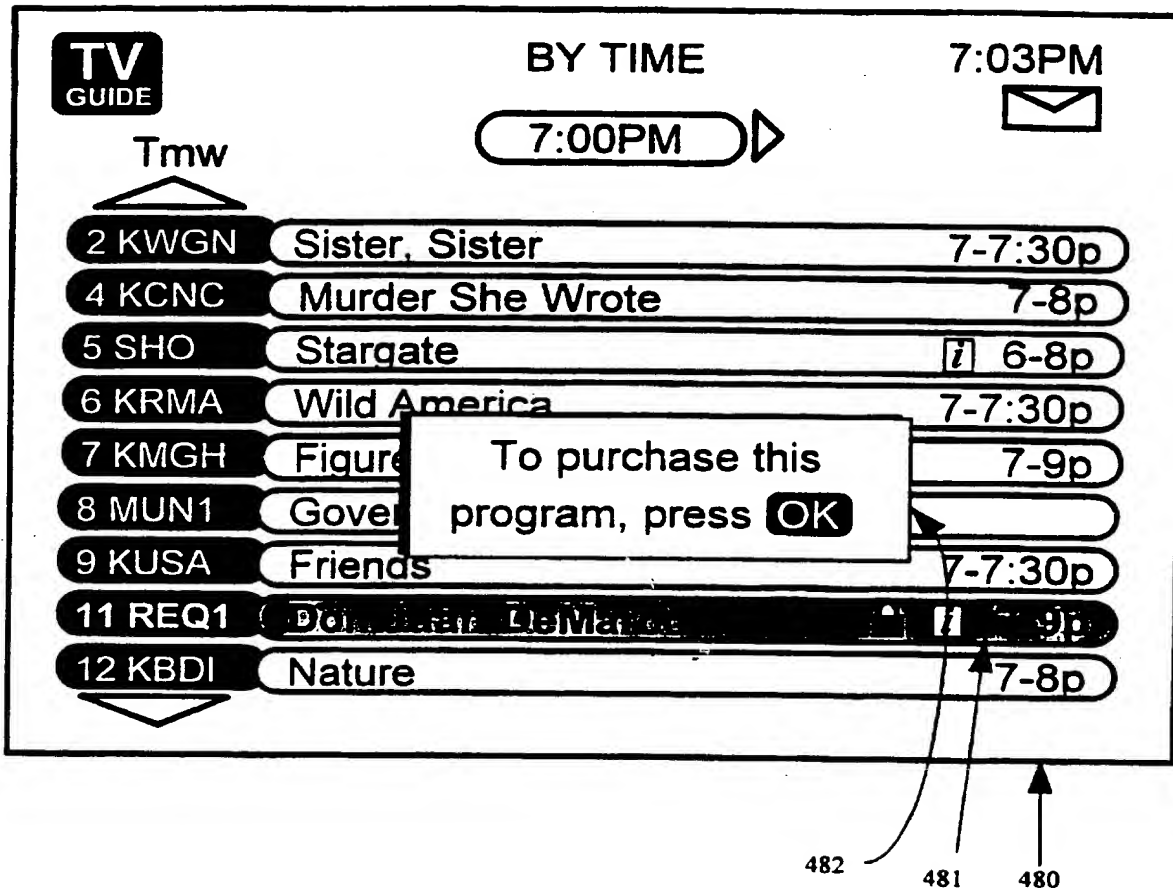 TV
GUIDE
BY TIME
7:03PM
7:00PM
Tmw
2 KWGN Sister, Sister 7-7:30p
4 KCNC Murder She Wrote 7-8p
5 SHO Stargate i 6-8p
6 KRMA Wild America 7-7:30p
7 KMGH Figure 7-9p
8 MUN1 Gover
To purchase this
program, press OK
9 KUSA Friends 7-7:30p
11 REQ1 DeMarco i 9p
12 KBDI Nature 7-8p
482
481
480